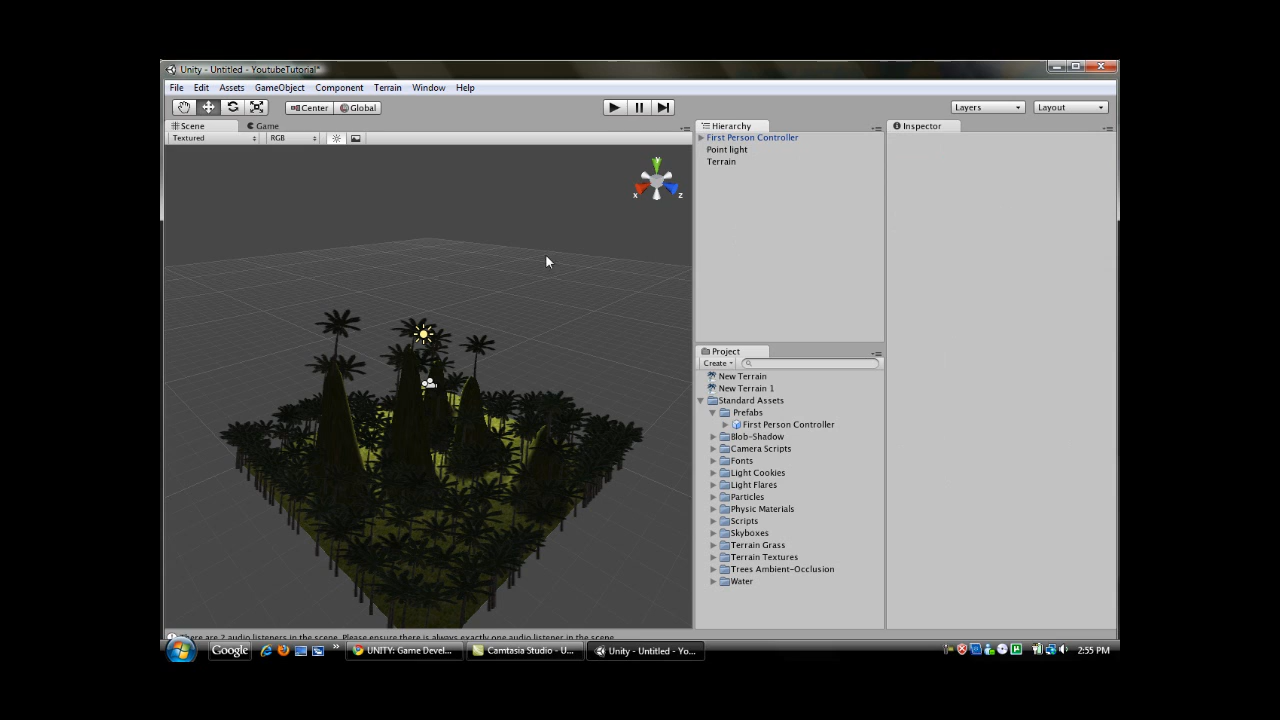 Unity - Untitled - YoutubeTutorial*
File Edit Assets GameObject Component Terrain Window Help
Center Global Layers Layout
Scene Game
Textured RGB
y
x z
Hierarchy
First Person Controller
Point light
Terrain
Inspector
Project
Create
New Terrain
New Terrain 1
Standard Assets
Prefabs
First Person Controller
Blob-Shadow
Camera Scripts
Fonts
Light Cookies
Light Flares
Particles
Physic Materials
Scripts
Skyboxes
Terrain Grass
Terrain Textures
Trees Ambient-Occlusion
Water
There are 2 audio listeners in the scene. Please ensure there is always exactly one audio listener in the scene
Google » UNITY: Game Devel... Camtasia Studio - U... Unity - Untitled - Yo... 2:55 PM